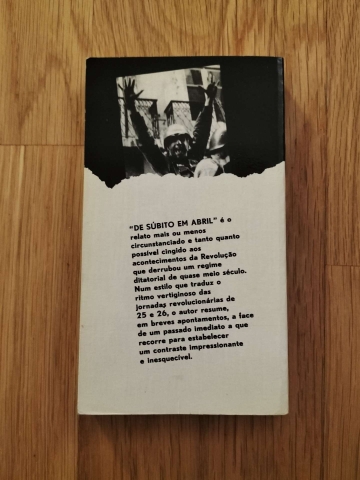 "DE SÚBITO EM ABRIL" é o
relato mais ou menos
circunstanciado e tanto quanto
possível cingido aos
acontecimentos da Revolução
que derrubou um regime
ditatorial de quase meio século.
Num estilo que traduz o
ritmo vertiginoso das
jornadas revolucionárias de
25 e 26, o autor resume,
em breves apontamentos, a face
de um passado imediato a que
recorre para estabelecer
um contraste impressionante
e inesquecível.